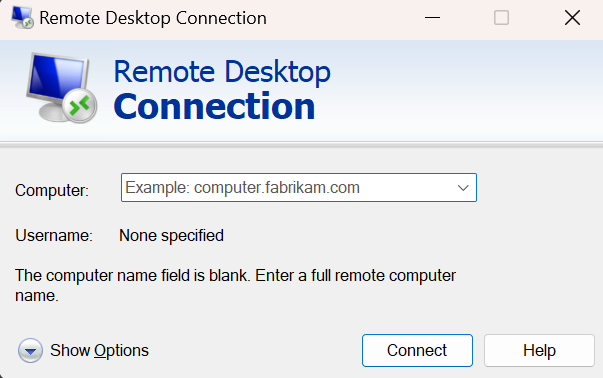 Remote Desktop Connection
Remote Desktop
Connection
Computer: Example: computer.fabrikam.com
Username: None specified
The computer name field is blank. Enter a full remote computer
name.
Show Options Connect Help